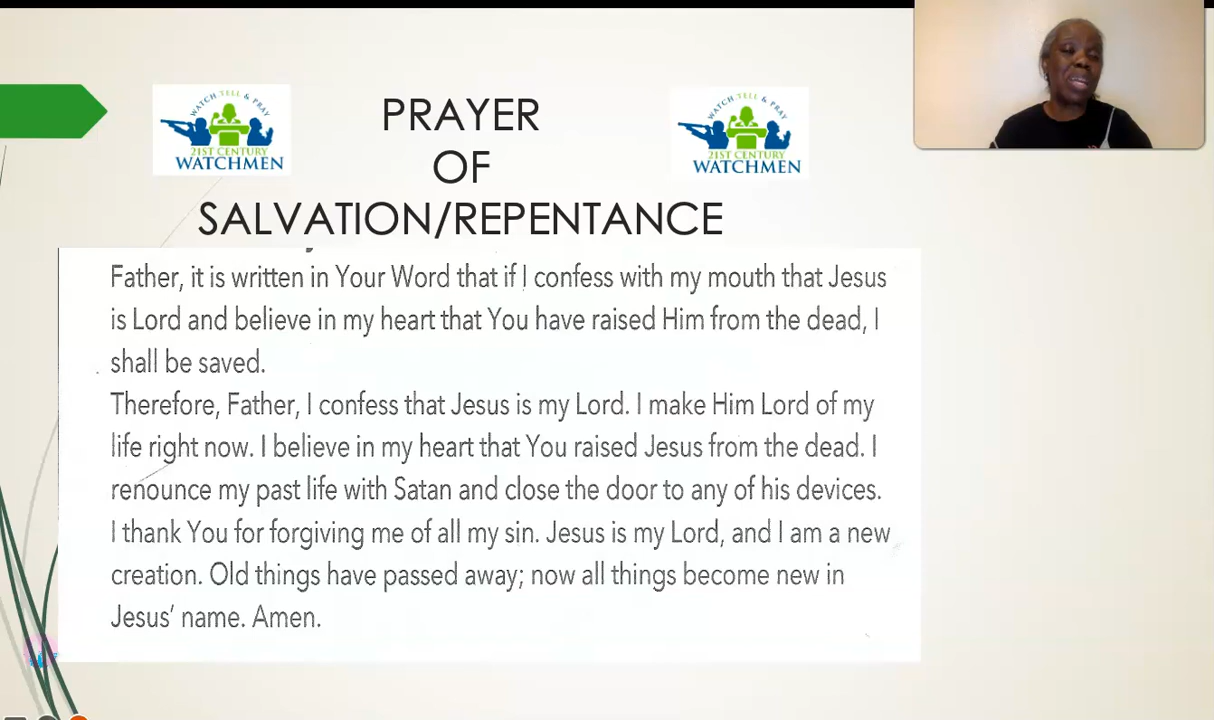 WATCH TELL & PRAY
21ST CENTURY
WATCHMEN
PRAYER
OF
SALVATION/REPENTANCE
WATCH TELL & PRAY
21ST CENTURY
WATCHMEN
Father, it is written in Your Word that if I confess with my mouth that Jesus
is Lord and believe in my heart that You have raised Him from the dead, I
shall be saved.
Therefore, Father, I confess that Jesus is my Lord. I make Him Lord of my
life right now. I believe in my heart that You raised Jesus from the dead. I
renounce my past life with Satan and close the door to any of his devices.
I thank You for forgiving me of all my sin. Jesus is my Lord, and I am a new
creation. Old things have passed away; now all things become new in
Jesus’ name. Amen.